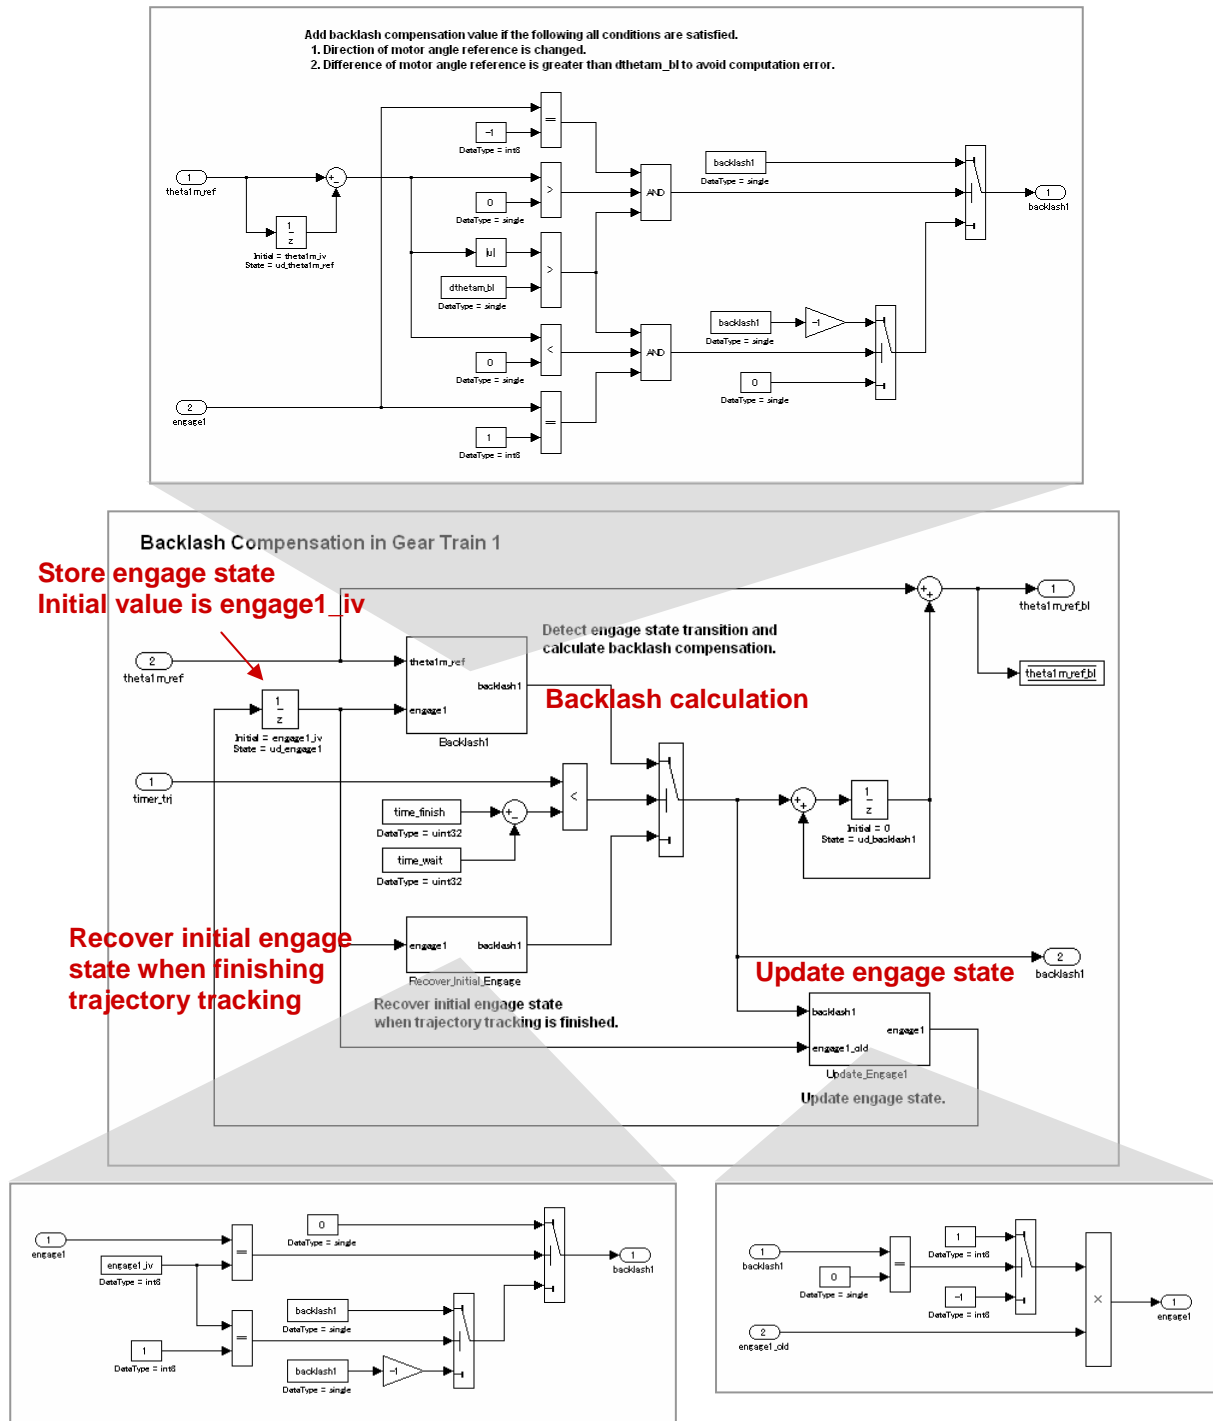 Add backlash compensation value if the following all conditions are satisfied.
1. Direction of motor angle reference is changed.
2. Difference of motor angle reference is greater than dthetam_bl to avoid computation error.
==
-1
DataType = int8
backlash1
DataType = single
1
theta1m_ref
+
-
>
0
DataType = single
AND
1
backlash1
1
z
Initial = theta1m_iv
State = ud_theta1m_ref
|u|
>
dthetam_bl
DataType = single
backlash1
-1
DataType = single
<
0
DataType = single
AND
0
DataType = single
2
engage1
==
1
DataType = int8
Backlash Compensation in Gear Train 1
Store engage state
Initial value is engage1_iv
+
+
1
theta1m_ref_bl
Detect engage state transition and
calculate backlash compensation.
2
theta1m_ref
theta1m_ref
backlash1
engage1
Backlash1
theta1m_ref_bl
Backlash calculation
1
z
Initial = engage1_iv
State = ud_engage1
1
timer_trj
<
time_finish
DataType = uint32
+
-
time_wait
DataType = uint32
+
+
1
z
Initial = 0
State = ud_backlash1
Recover initial engage
state when finishing
trajectory tracking
engage1
backlash1
Recover_Initial_Engage
Recover initial engage state
when trajectory tracking is finished.
2
backlash1
Update engage state
backlash1
engage1
engage1_old
Update_Engage1
Update engage state.
1
engage1
engage1_iv
DataType = int8
==
0
DataType = single
1
backlash1
==
1
DataType = int8
backlash1
DataType = single
backlash1
-1
DataType = single
1
backlash1
0
DataType = single
==
1
DataType = int8
-1
DataType = int8
×
1
engage1
2
engage1_old